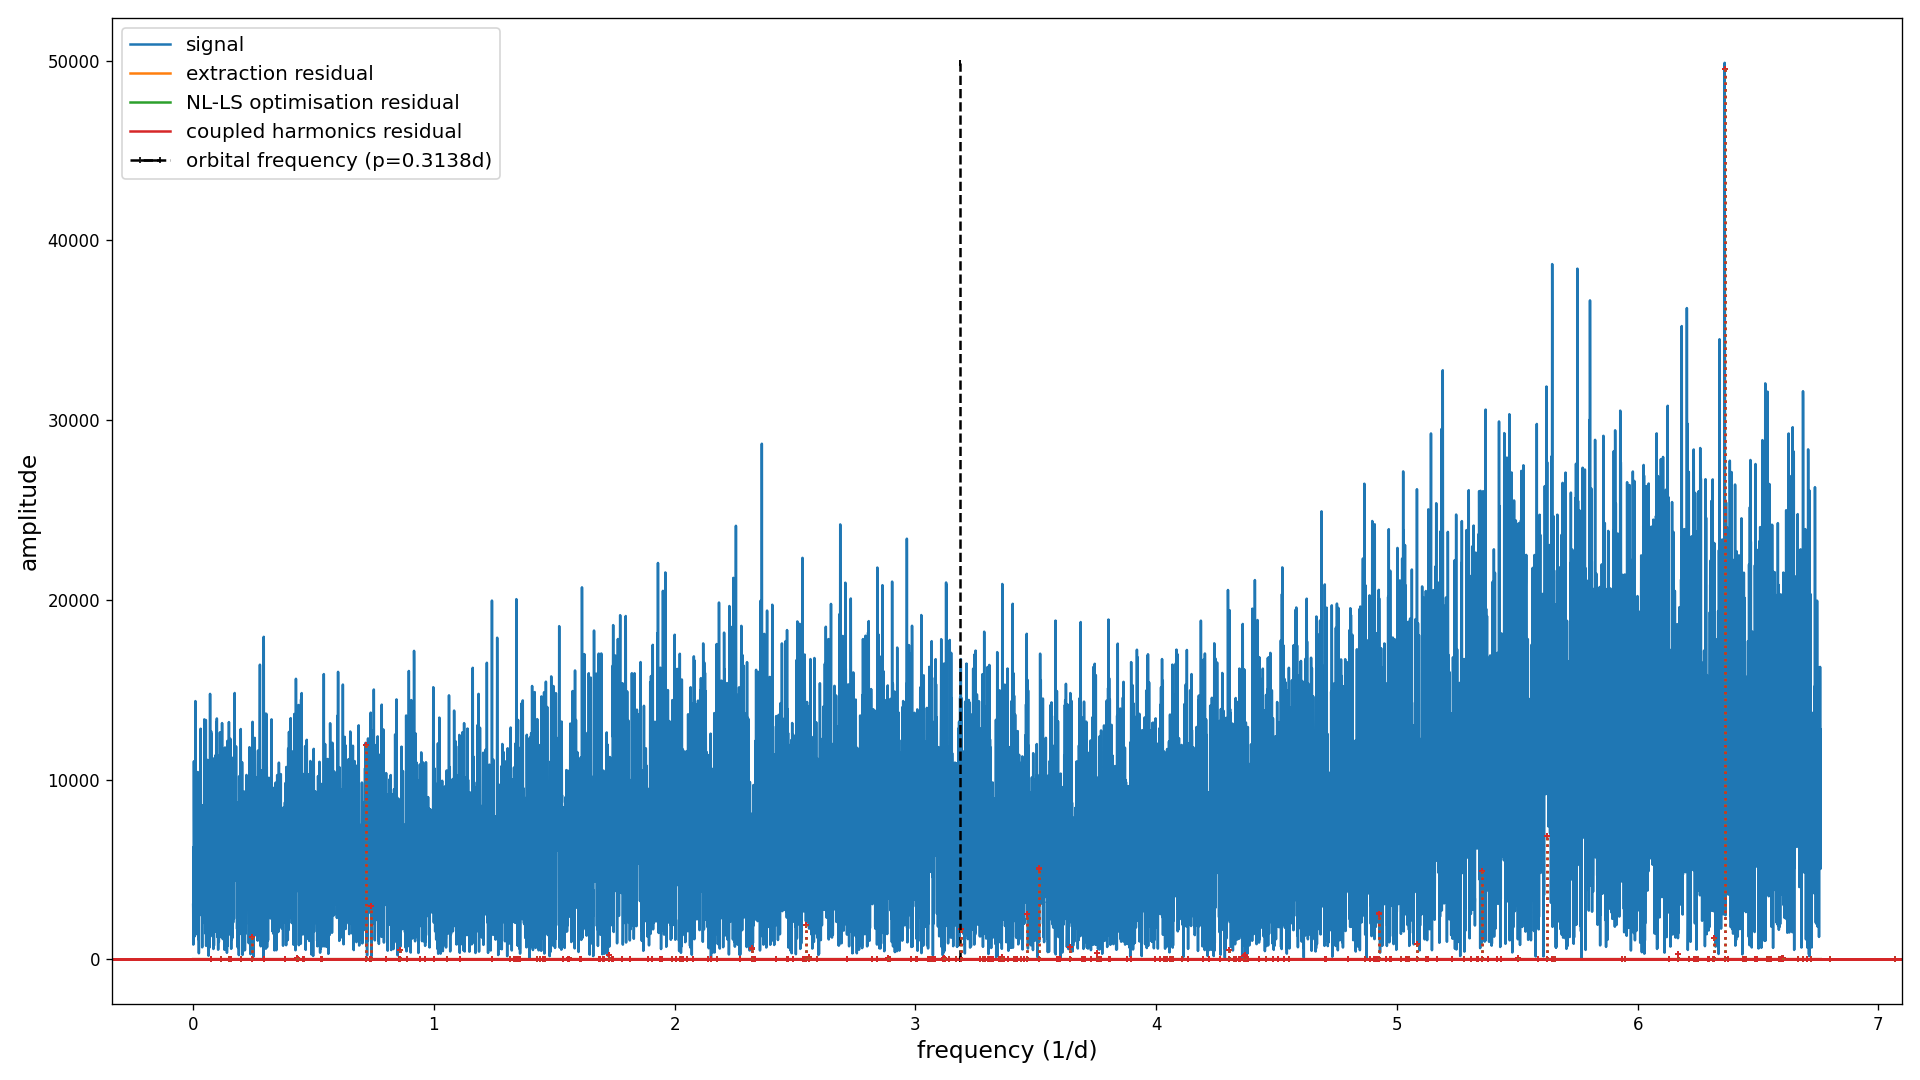 signal
extraction residual
NL-LS optimisation residual
coupled harmonics residual
orbital frequency (p=0.3138d)
50000
40000
30000
20000
10000
0
amplitude
0 1 2 3 4 5 6 7
frequency (1/d)